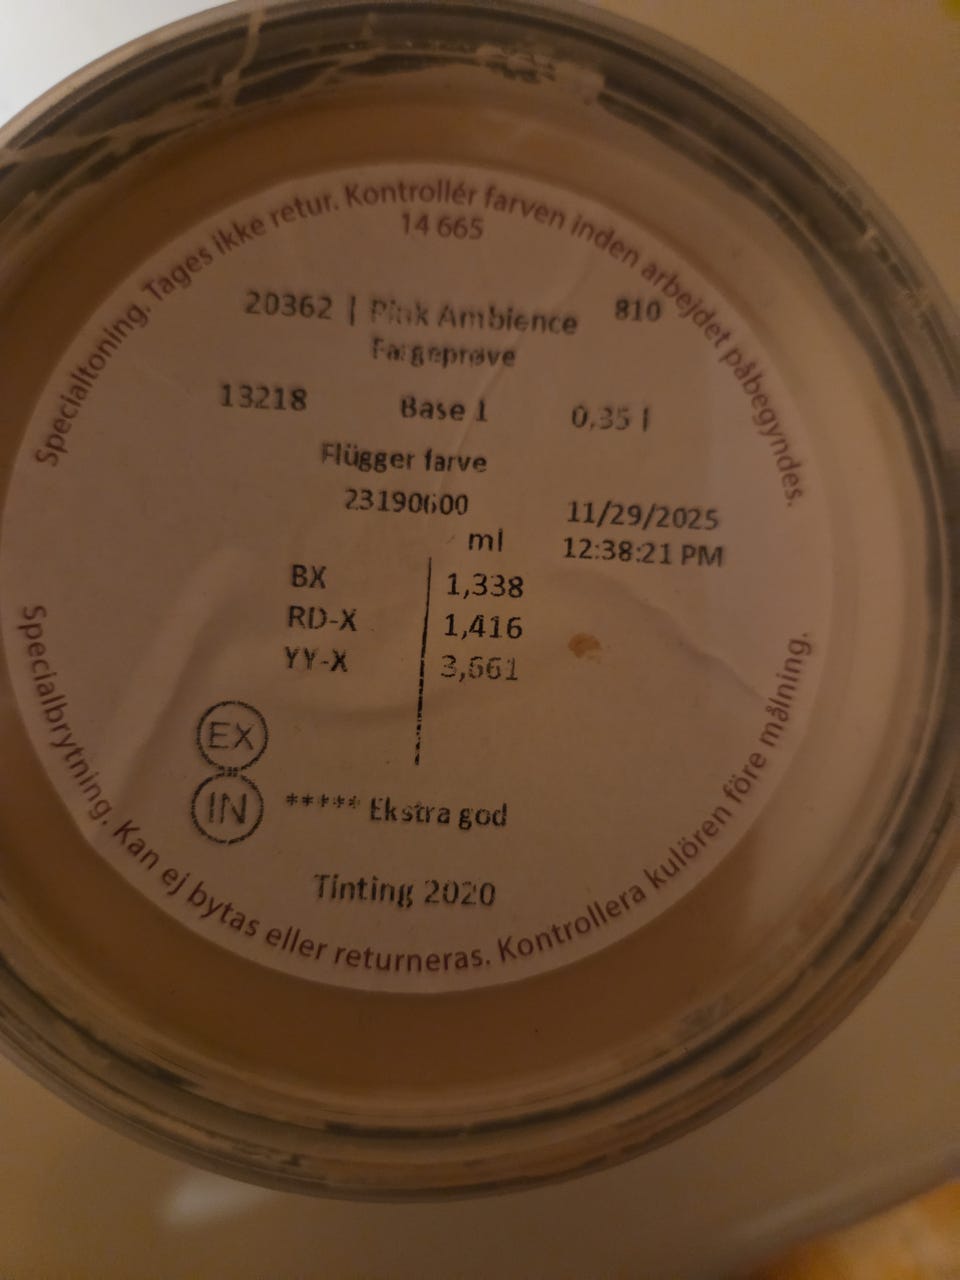 Specialtoning. Tages ikke retur. Kontrollér farven inden arbejdet påbegyndes.
14 665
20362 | Pink Ambience 810
Fargeprøve
13218 Base 1 0,35 l
Flügger farve
23190600 11/29/2025
ml 12:38:21 PM
BX 1,338
RD-X 1,416
YY-X 3,661
EX
IN ***** Ekstra god
Tinting 2020
Specialbrytning. Kan ej bytas eller returneras. Kontrollera kulören före målning.